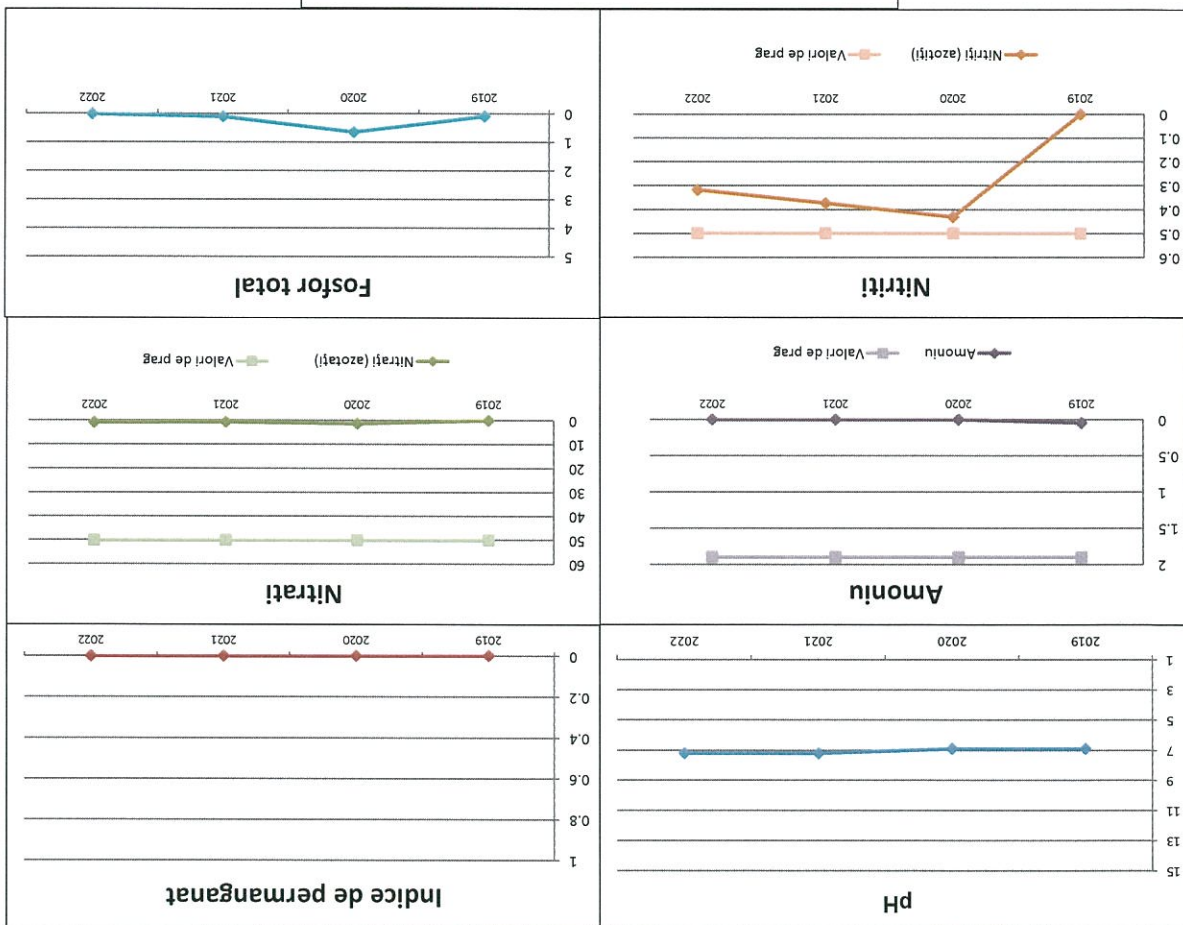 pH
15
13
11
9
7
5
3
1
2019 2020 2021 2022
Indice de permanganat
1
0.8
0.6
0.4
0.2
0
2019 2020 2021 2022
Amoniu
2
1.5
1
0.5
0
2019 2020 2021 2022
Amoniu Valori de prag
Nitrati
60
50
40
30
20
10
0
2019 2020 2021 2022
Nitraţi (azotaţi) Valori de prag
Nitriti
0.6
0.5
0.4
0.3
0.2
0.1
0
2019 2020 2021 2022
Nitriţi (azotiţi) Valori de prag
Fosfor total
5
4
3
2
1
0
2019 2020 2021 2022